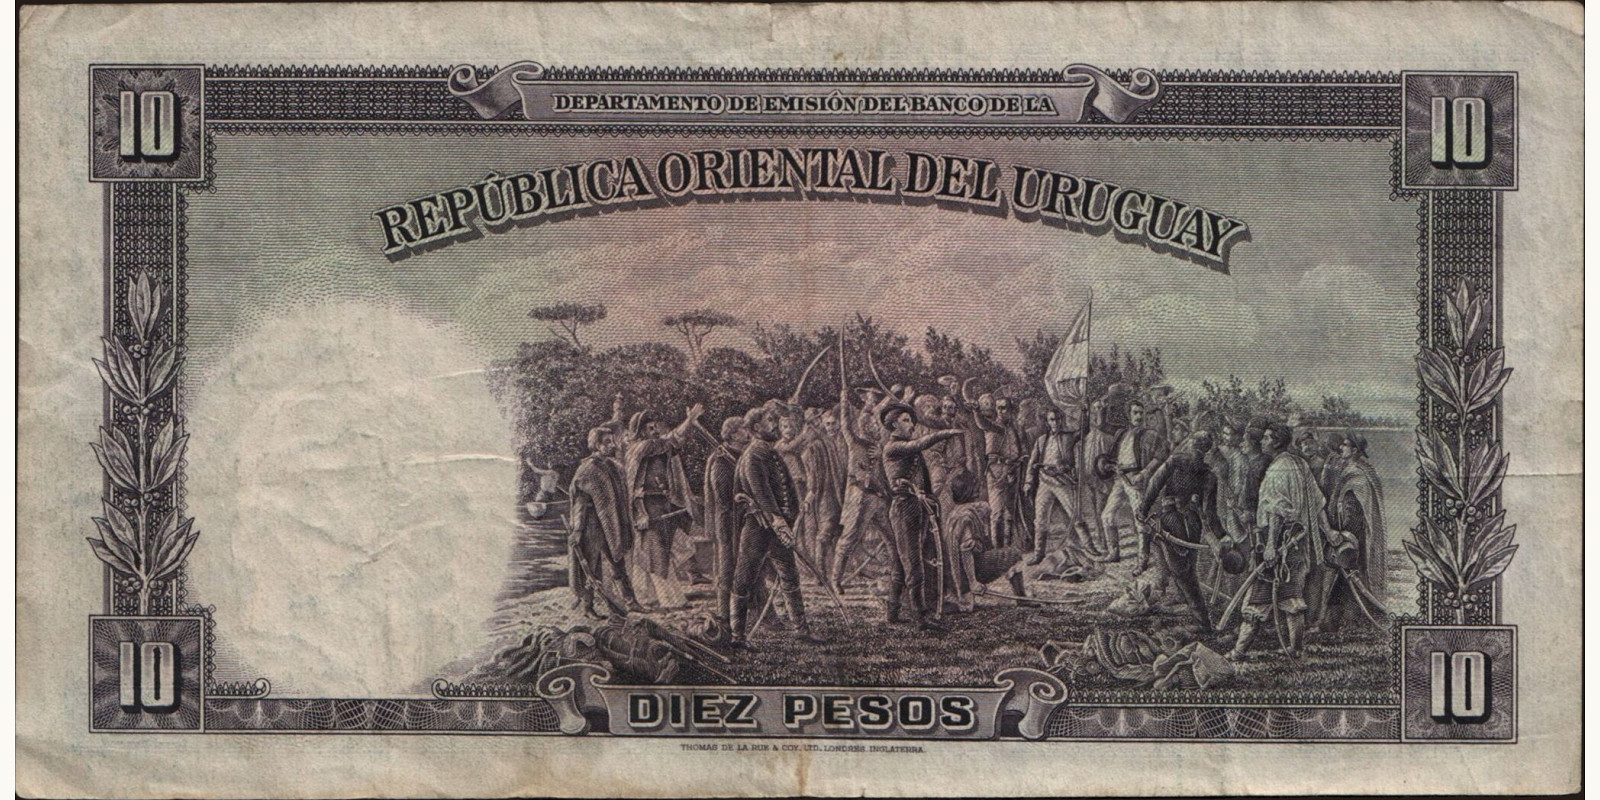 10
DEPARTAMENTO DE EMISIÓN DEL BANCO DE LA
10
REPÚBLICA ORIENTAL DEL URUGUAY
10
DIEZ PESOS
10
THOMAS DE LA RUE & COY. LTD. LONDRES. INGLATERRA.